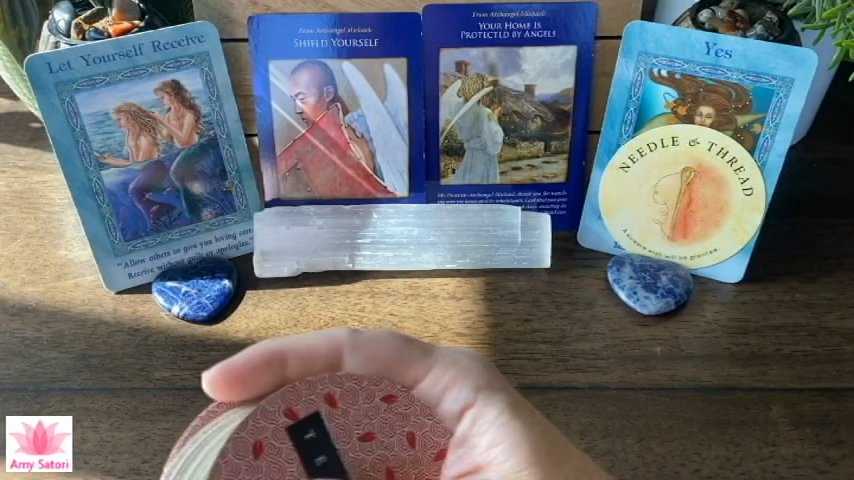 Let Yourself Receive
"Allow others to give you loving care.
Receive without guilt or apologies."
From Archangel Michael:
SHIELD YOURSELF
From Archangel Michael:
YOUR HOME IS
PROTECTED BY ANGELS
Yes
NEEDLE & THREAD
A sincere wish will be granted.
T
E
Amy Satori